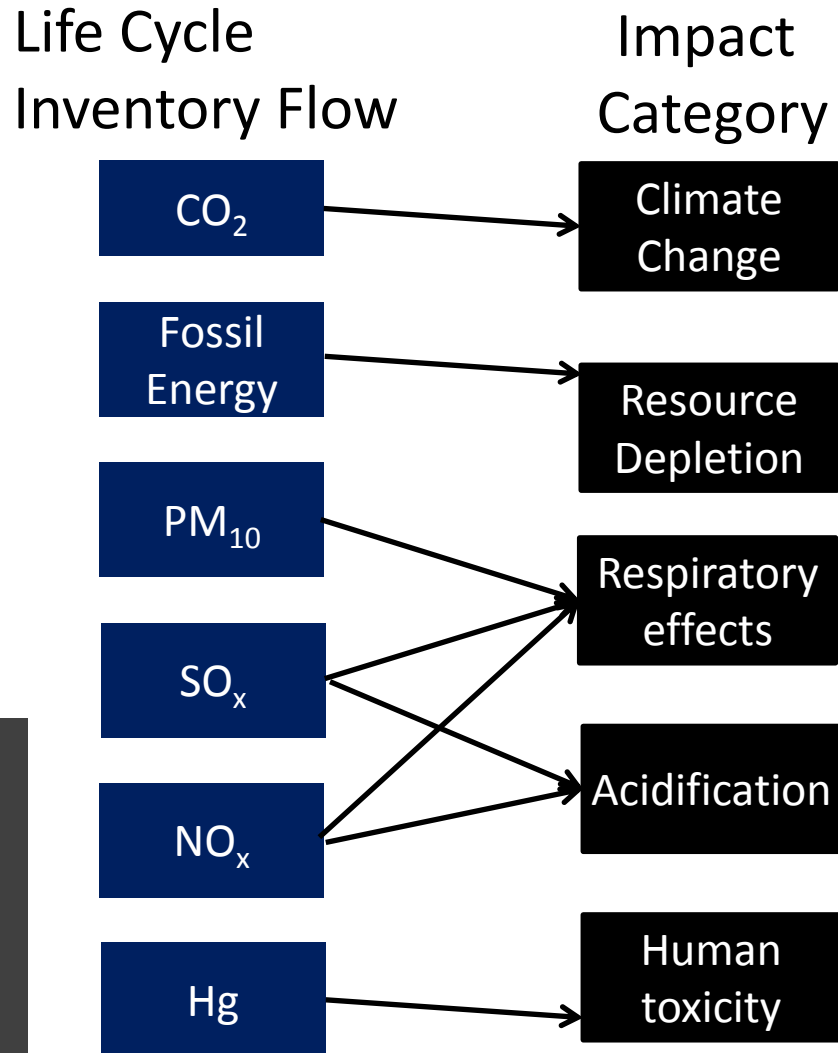 Life Cycle
Inventory Flow
Impact
Category
CO₂
Climate
Change
Fossil
Energy
Resource
Depletion
PM₁₀
Respiratory
effects
SOₓ
Acidification
NOₓ
Hg
Human
toxicity